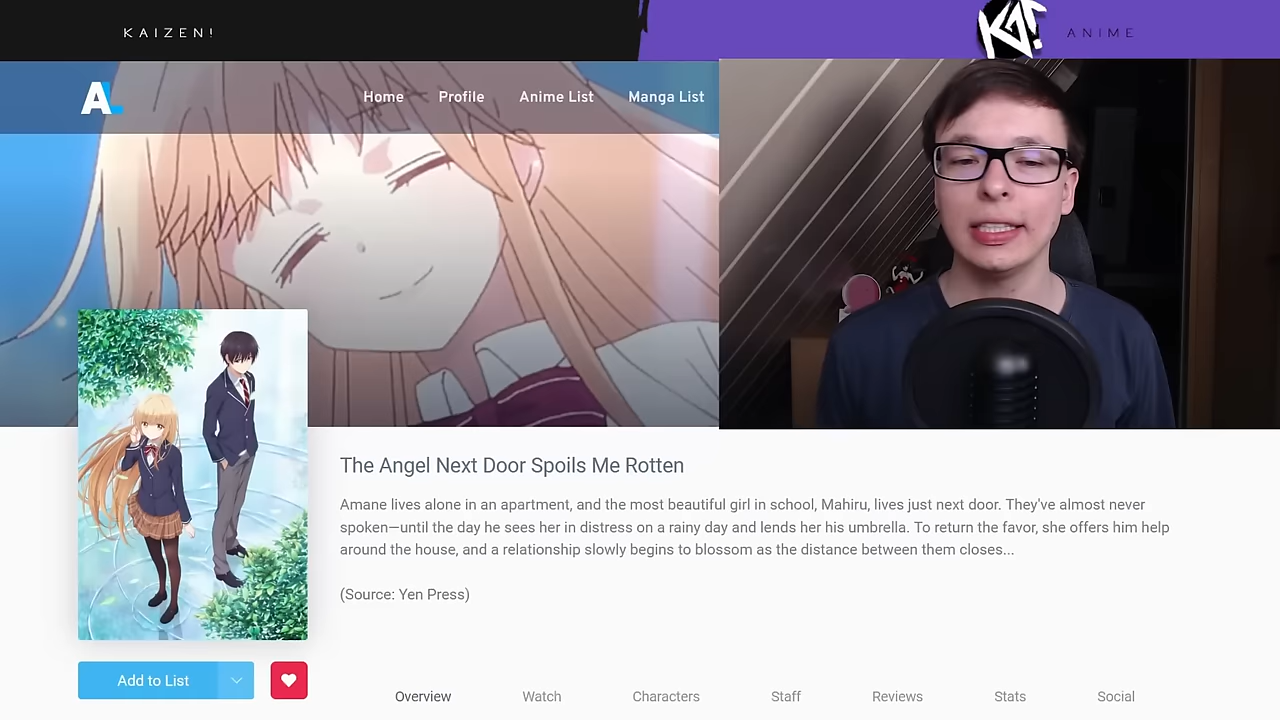 KAIZEN!
KAI!
ANIME
AL
Home
Profile
Anime List
Manga List
The Angel Next Door Spoils Me Rotten
Amane lives alone in an apartment, and the most beautiful girl in school, Mahiru, lives just next door. They've almost never
spoken—until the day he sees her in distress on a rainy day and lends her his umbrella. To return the favor, she offers him help
around the house, and a relationship slowly begins to blossom as the distance between them closes...
(Source: Yen Press)
Add to List
Overview
Watch
Characters
Staff
Reviews
Stats
Social